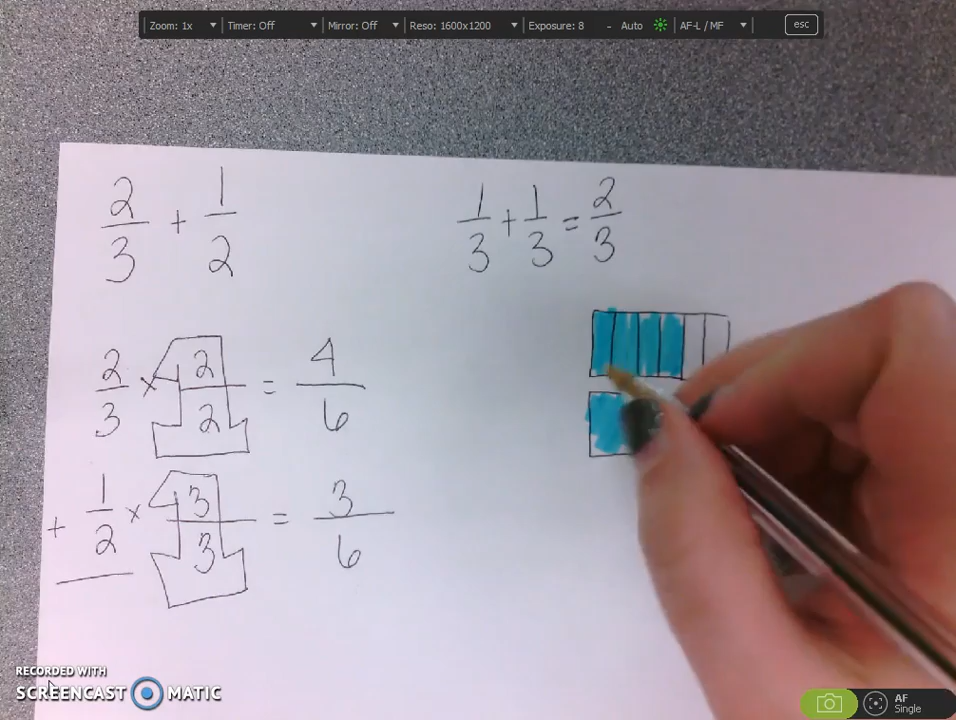 Zoom: 1x Timer: Off Mirror: Off Reso: 1600x1200 Exposure: 8 - Auto AF-L / MF esc
2/3 + 1/2
1/3 + 1/3 = 2/3
2/3 × 2/2 = 4/6
+ 1/2 × 3/3 = 3/6
RECORDED WITH
SCREENCAST MATIC
AF
Single